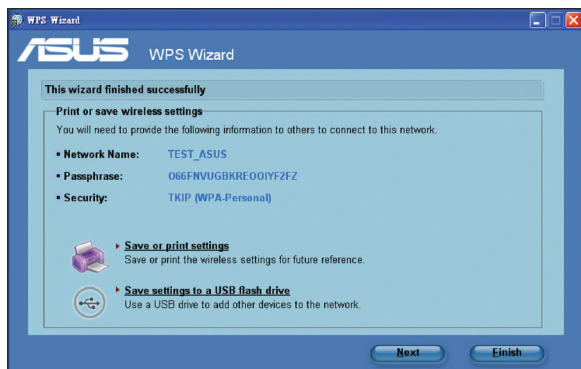 WPS Wizard
ASUS WPS Wizard
This wizard finished successfully
Print or save wireless settings
You will need to provide the following information to others to connect to this network.
Network Name: TEST_ASUS
Passphrase: O66FNVUGBKREOOIYF2FZ
Security: TKIP (WPA-Personal)
Save or print settings
Save or print the wireless settings for future reference.
Save settings to a USB flash drive
Use a USB drive to add other devices to the network.
Next Finish